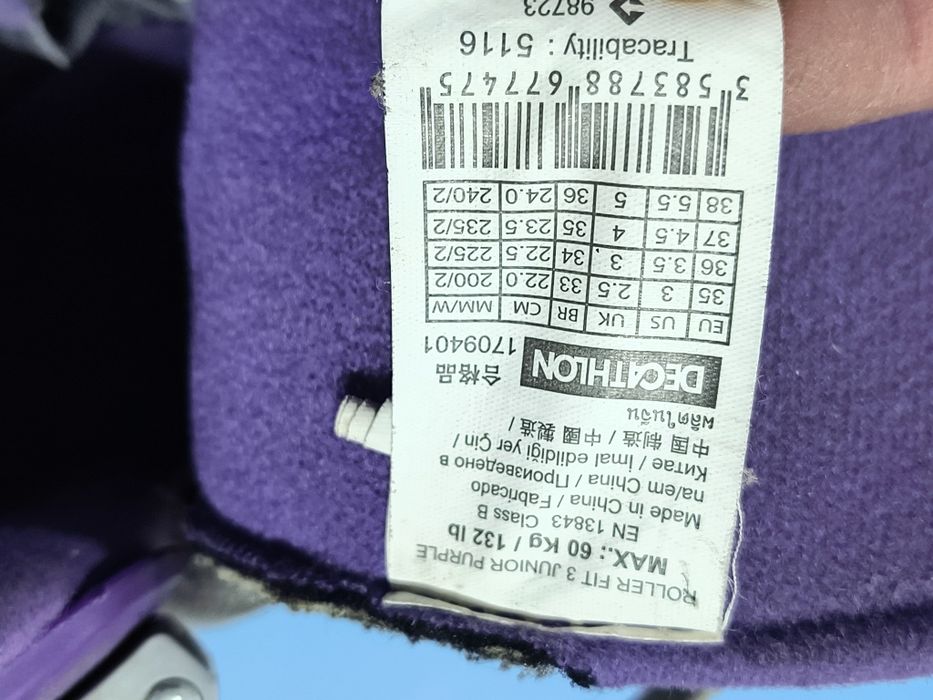 ROLLER FIT 3 JUNIOR PURPLE
MAX.: 60 Kg / 132 lb
EN 13843 Class B
Made in China / Fabricado
na/em China / Произведено в
Китае / Imal edildiği yer Çin /
中国 制造 / 中國 製造 /
ผลิตในจีน
DECATHLON 合格品
1709401
EU US UK BR CM MM/W
35 3 2.5 33 22.0 200/2
36 3.5 3 34 22.5 225/2
37 4.5 4 35 23.5 235/2
38 5.5 5 36 24.0 240/2
3 583788 677475
Tracability : 5116
98723